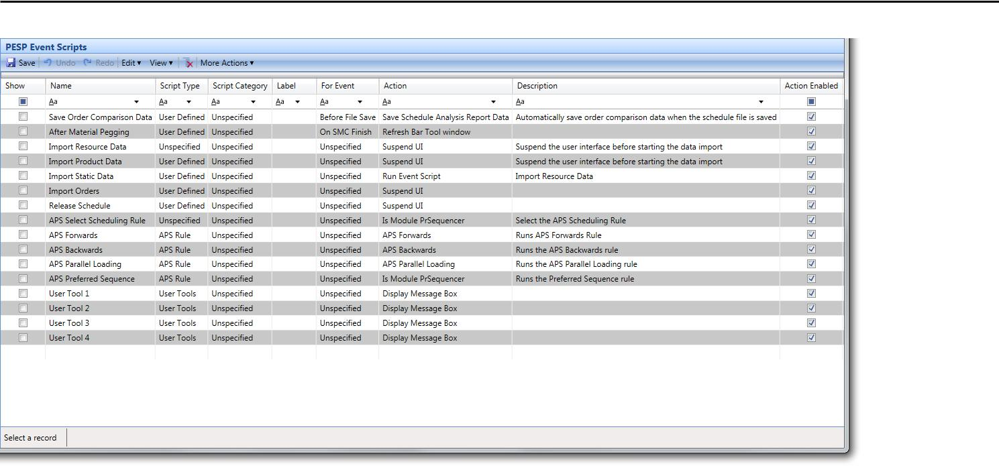 PESP Event Scripts
Save Undo Redo Edit View More Actions
Show Name Script Type Script Category Label For Event Action Description Action Enabled
Aa Aa Aa Aa Aa Aa Aa
Save Order Comparison Data User Defined Unspecified Before File Save Save Schedule Analysis Report Data Automatically save order comparison data when the schedule file is saved
After Material Pegging User Defined Unspecified On SMC Finish Refresh Bar Tool window
Import Resource Data Unspecified Unspecified Unspecified Suspend UI Suspend the user interface before starting the data import
Import Product Data User Defined Unspecified Unspecified Suspend UI Suspend the user interface before starting the data import
Import Static Data User Defined Unspecified Unspecified Run Event Script Import Resource Data
Import Orders User Defined Unspecified Unspecified Suspend UI
Release Schedule User Defined Unspecified Unspecified Suspend UI
APS Select Scheduling Rule Unspecified Unspecified Unspecified Is Module PrSequencer Select the APS Scheduling Rule
APS Forwards APS Rule Unspecified Unspecified APS Forwards Runs APS Forwards Rule
APS Backwards APS Rule Unspecified Unspecified APS Backwards Runs the APS Backwards rule
APS Parallel Loading APS Rule Unspecified Unspecified APS Parallel Loading Runs the APS Parallel Loading rule
APS Preferred Sequence APS Rule Unspecified Unspecified Is Module PrSequencer Runs the Preferred Sequence rule
User Tool 1 User Tools Unspecified Unspecified Display Message Box
User Tool 2 User Tools Unspecified Unspecified Display Message Box
User Tool 3 User Tools Unspecified Unspecified Display Message Box
User Tool 4 User Tools Unspecified Unspecified Display Message Box
Select a record